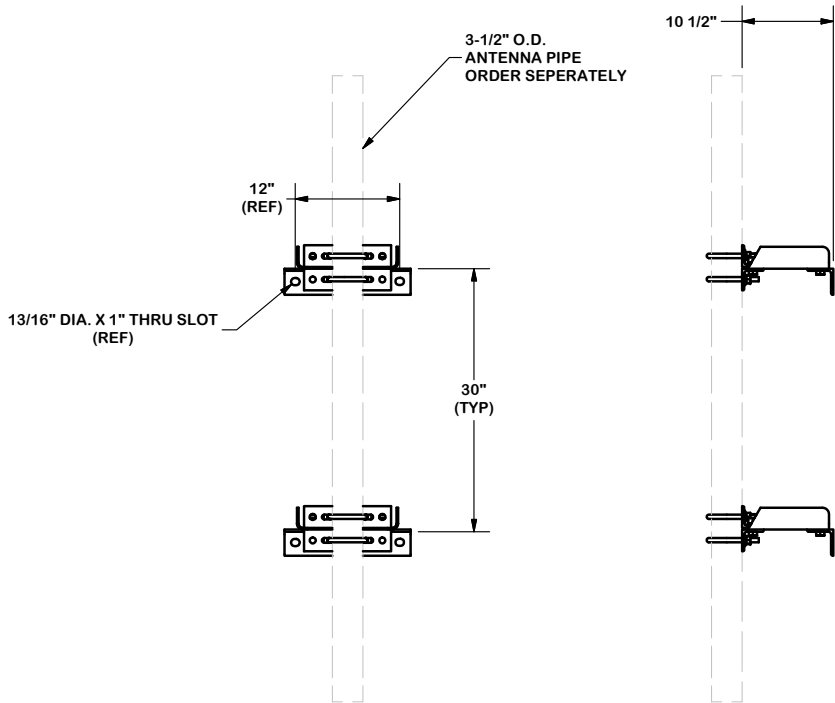 3-1/2" O.D.
ANTENNA PIPE
ORDER SEPERATELY
10 1/2"
12"
(REF)
13/16" DIA. X 1" THRU SLOT
(REF)
30"
(TYP)